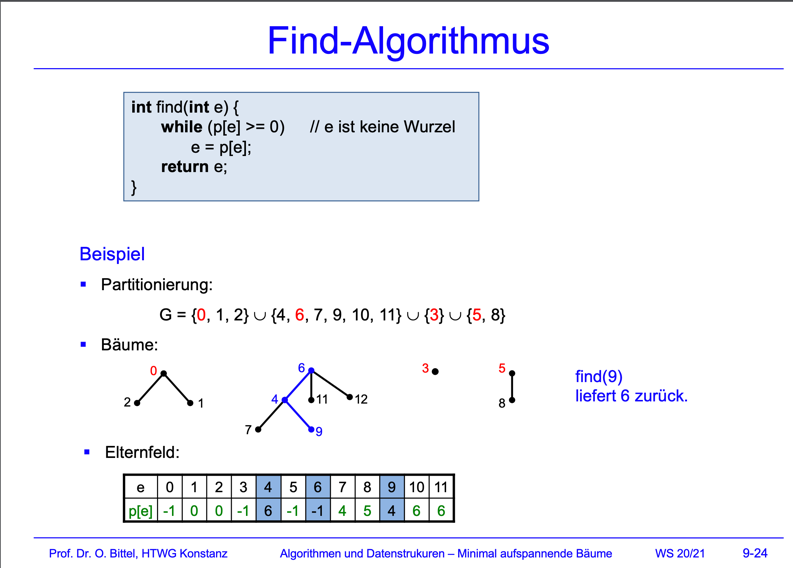 Find-Algorithmus
int find(int e) {
while (p[e] >= 0) // e ist keine Wurzel
e = p[e];
return e;
}
Beispiel
▪ Partitionierung:
G = {0, 1, 2} ∪ {4, 6, 7, 9, 10, 11} ∪ {3} ∪ {5, 8}
▪ Bäume:
0 6 3 5
find(9)
liefert 6 zurück.
2 1 4 11 12 8
7 9
▪ Elternfeld:
e 0 1 2 3 4 5 6 7 8 9 10 11
p[e] -1 0 0 -1 6 -1 -1 4 5 4 6 6
Prof. Dr. O. Bittel, HTWG Konstanz Algorithmen und Datenstrukuren – Minimal aufspannende Bäume WS 20/21 9-24